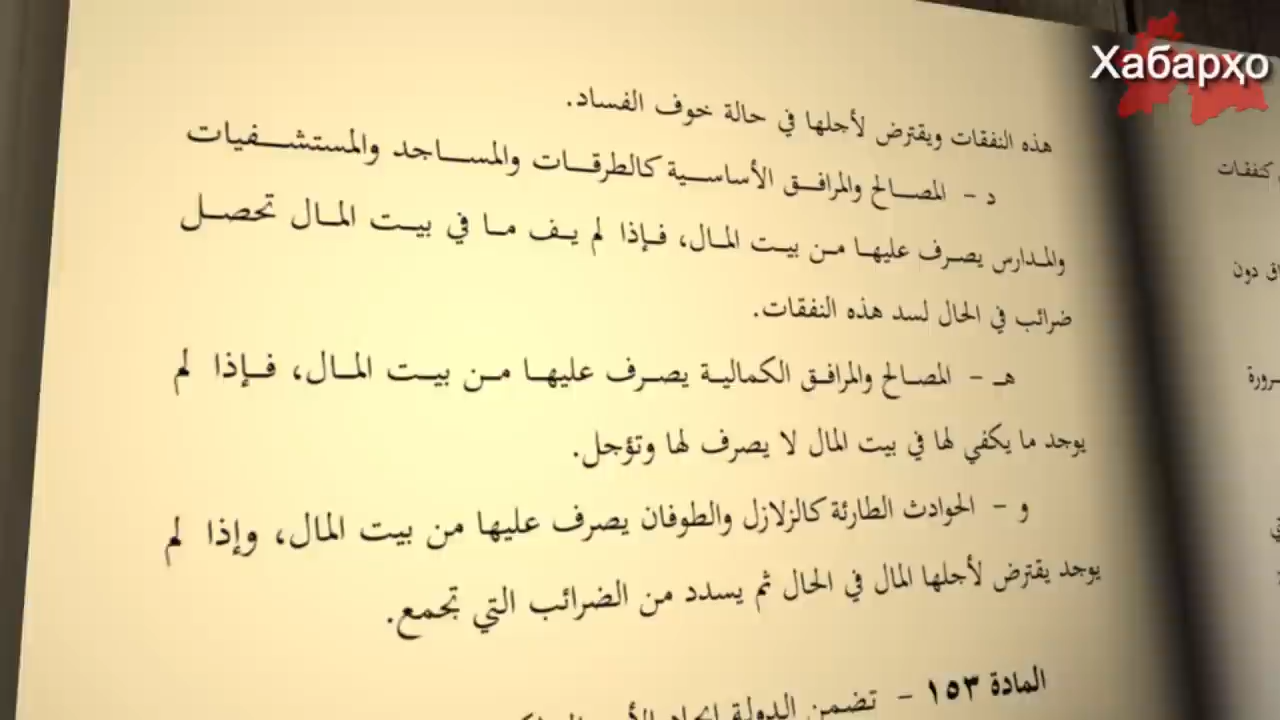 Хабарҳо
هذه النفقات ويقترض لأجلها في حالة خوف الفساد.
د - المصالح والمرافق الأساسية كالطرقات والمساجد والمستشفيات
والمدارس يصرف عليها من بيت المال، فإذا لم يف ما في بيت المال تحصل
ضرائب في الحال لسد هذه النفقات.
هـ - المصالح والمرافق الكمالية يصرف عليها من بيت المال، فإذا لم
يوجد ما يكفي لها في بيت المال لا يصرف لها وتؤجل.
و - الحوادث الطارئة كالزلازل والطوفان يصرف عليها من بيت المال، وإذا لم
يوجد يقترض لأجلها المال في الحال ثم يسدد من الضرائب التي تجمع.
المادة ١٥٣ - تضمن الدولة
كنفقات
دون